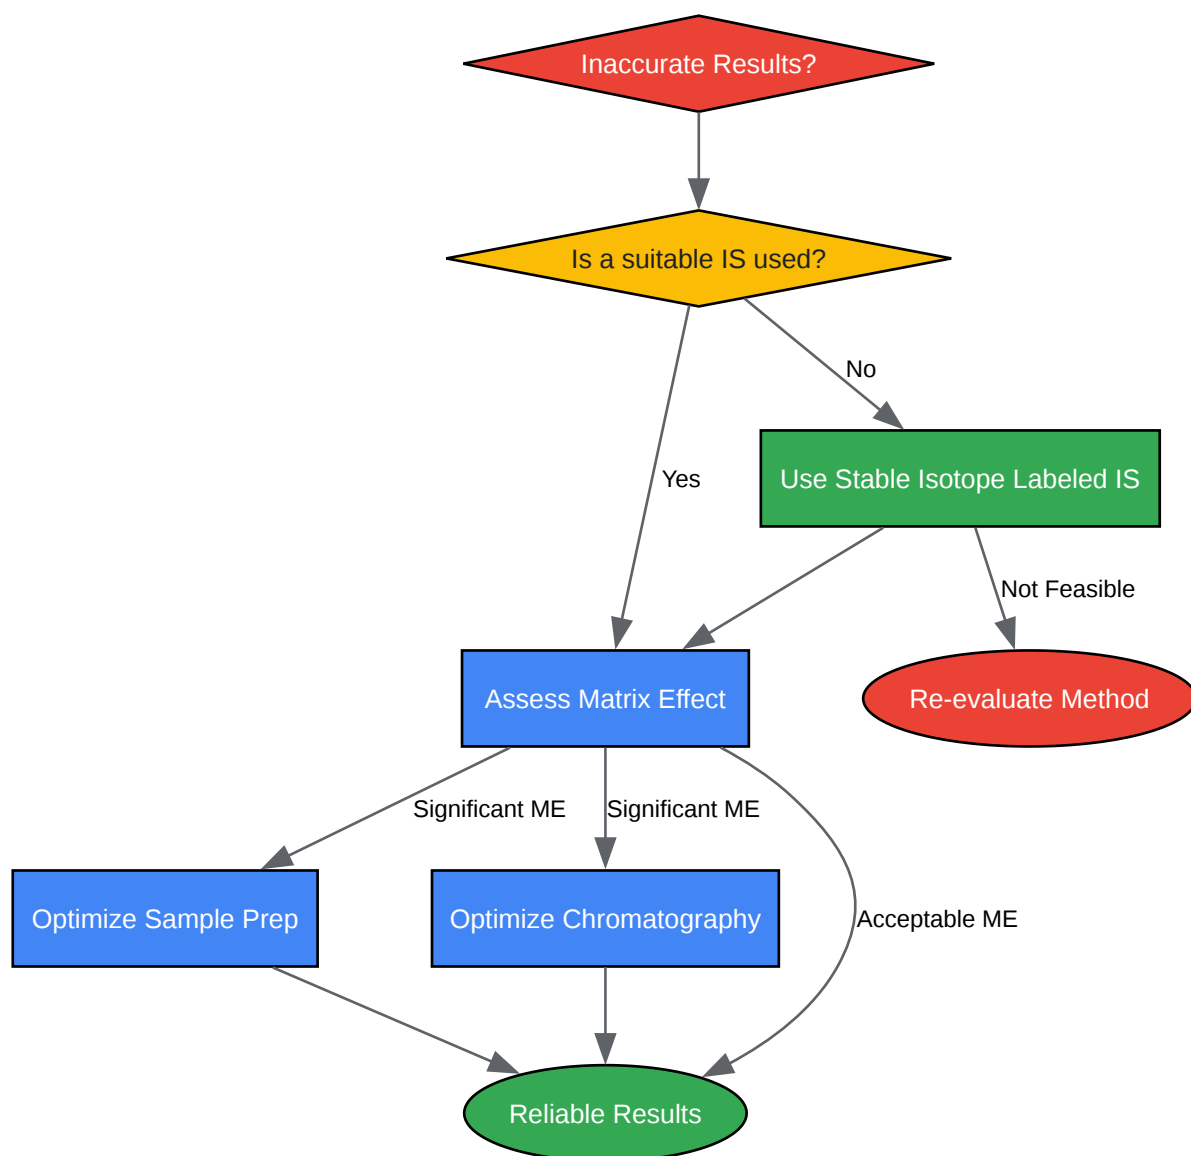 Inaccurate Results?
Is a suitable IS used?
No
Yes
Use Stable Isotope Labeled IS
Not Feasible
Assess Matrix Effect
Re-evaluate Method
Significant ME
Significant ME
Optimize Sample Prep
Optimize Chromatography
Acceptable ME
Reliable Results